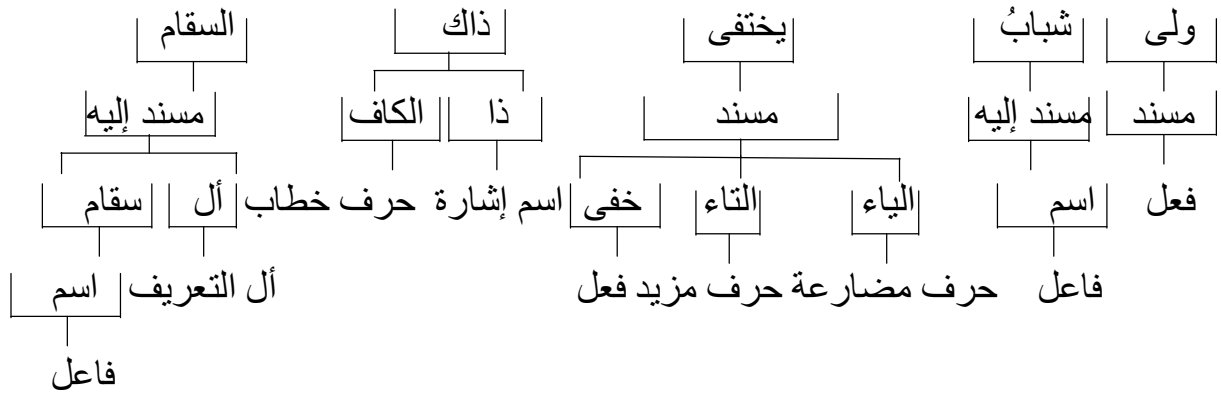 ولى شبابُ يختفى ذاك السقام
مسند مسند إليه مسند ذا الكاف مسند إليه
فعل اسم الياء التاء خفى اسم إشارة حرف خطاب أل سقام
فاعل حرف مضارعة حرف مزيد فعل أل التعريف اسم
فاعل